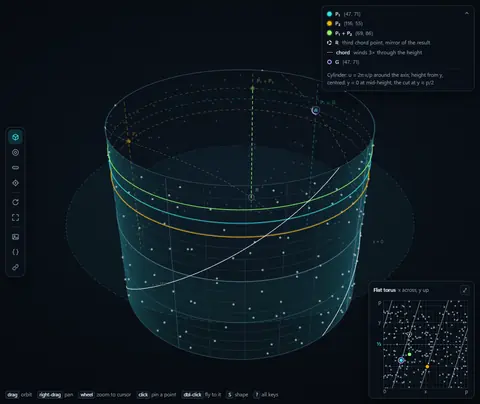 P₁ (47, 71)
P₂ (116, 55)
P₁ + P₂ (69, 86)
R third chord point, mirror of the result
chord winds 3× through the height
G (47, 71)
Cylinder: u = 2πx/p around the axis; height from y,
centred: y = 0 at mid-height, the cut at y ≈ p/2
P₁ + P₂
y = 0
Flat torus x across, y up
p
0 x p
drag orbit right-drag pan wheel zoom to cursor click pin a point dbl-click fly to it S shape ? all keys